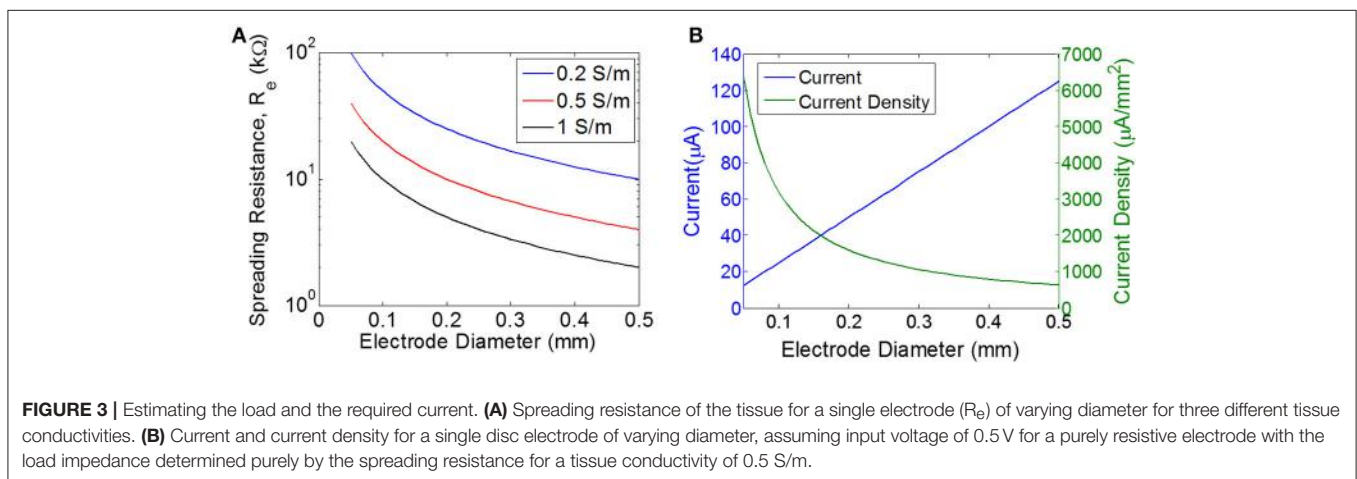 A
Spreading Resistance, Rₑ (kΩ)
10²
10¹
10⁰
0.2 S/m
0.5 S/m
1 S/m
0 0.1 0.2 0.3 0.4 0.5
Electrode Diameter (mm)
B
Current(µA)
140
120
100
80
60
40
20
0
Current
Current Density
7000
6000
5000
4000
3000
2000
1000
0
Current Density (µA/mm²)
0.1 0.2 0.3 0.4 0.5
Electrode Diameter (mm)
FIGURE 3 | Estimating the load and the required current. (A) Spreading resistance of the tissue for a single electrode (Rₑ) of varying diameter for three different tissue
conductivities. (B) Current and current density for a single disc electrode of varying diameter, assuming input voltage of 0.5 V for a purely resistive electrode with the
load impedance determined purely by the spreading resistance for a tissue conductivity of 0.5 S/m.